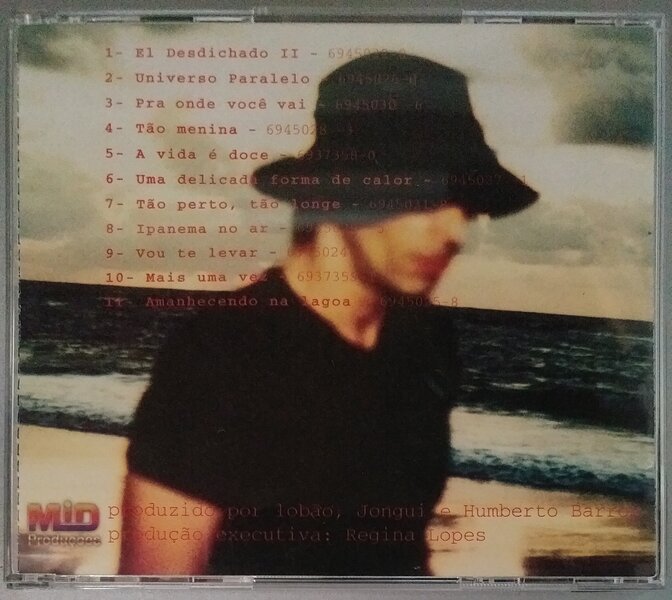 1- El Desdichado II -
2- Universo Paralelo -
3- Pra onde você vai - 6945030
4- Tão menina -
5- A vida é doce -
6- Uma delicada forma de calor -
7- Tão perto, tão longe -
8- Ipanema no ar -
9- Vou te levar -
10- Mais uma vez
11- Amanhecendo na lagoa
MiD
Produções
produzido por lobão, Jongui e Humberto Barros
produção executiva: Regina Lopes